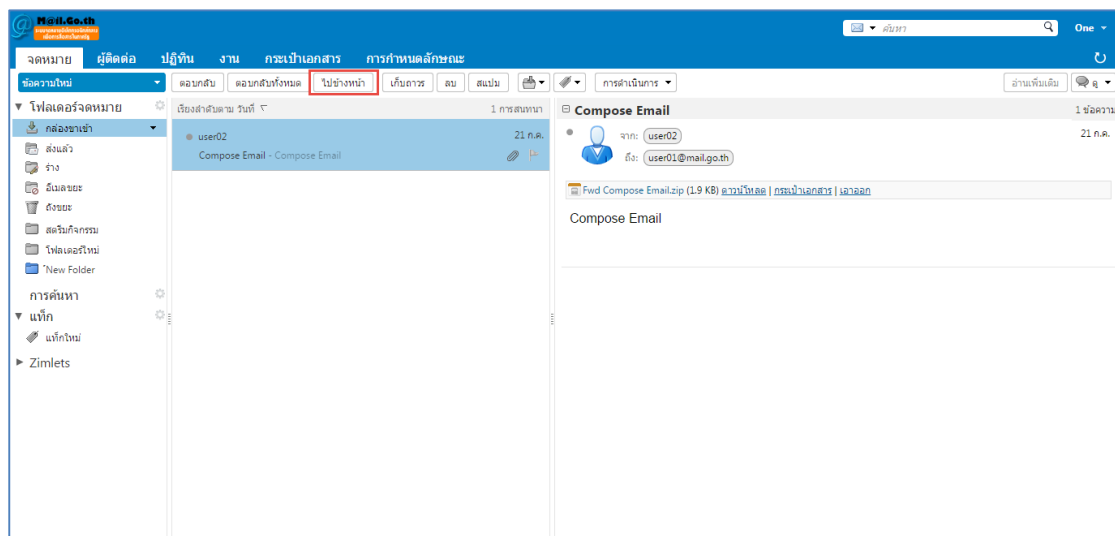 M@il.Go.th
ค้นหา
One
จดหมาย ผู้ติดต่อ ปฏิทิน งาน กระเป๋าเอกสาร การกำหนดลักษณะ
ข้อความใหม่ ตอบกลับ ตอบกลับทั้งหมด ไปข้างหน้า เก็บถาวร ลบ สแปม การดำเนินการ อ่านเพิ่มเติม ดู
โฟลเดอร์จดหมาย
กล่องขาเข้า
ส่งแล้ว
ร่าง
อีเมลขยะ
ถังขยะ
สตรีมกิจกรรม
โฟลเดอร์ใหม่
New Folder
การค้นหา
แท็ก
แท็กใหม่
Zimlets
เรียงลำดับตาม วันที่ 1 การสนทนา
user02 21 ก.ค.
Compose Email - Compose Email
Compose Email 1 ข้อความ
จาก: user02 21 ก.ค.
ถึง: user01@mail.go.th
Fwd Compose Email.zip (1.9 KB) ดาวน์โหลด | กระเป๋าเอกสาร | เอาออก
Compose Email